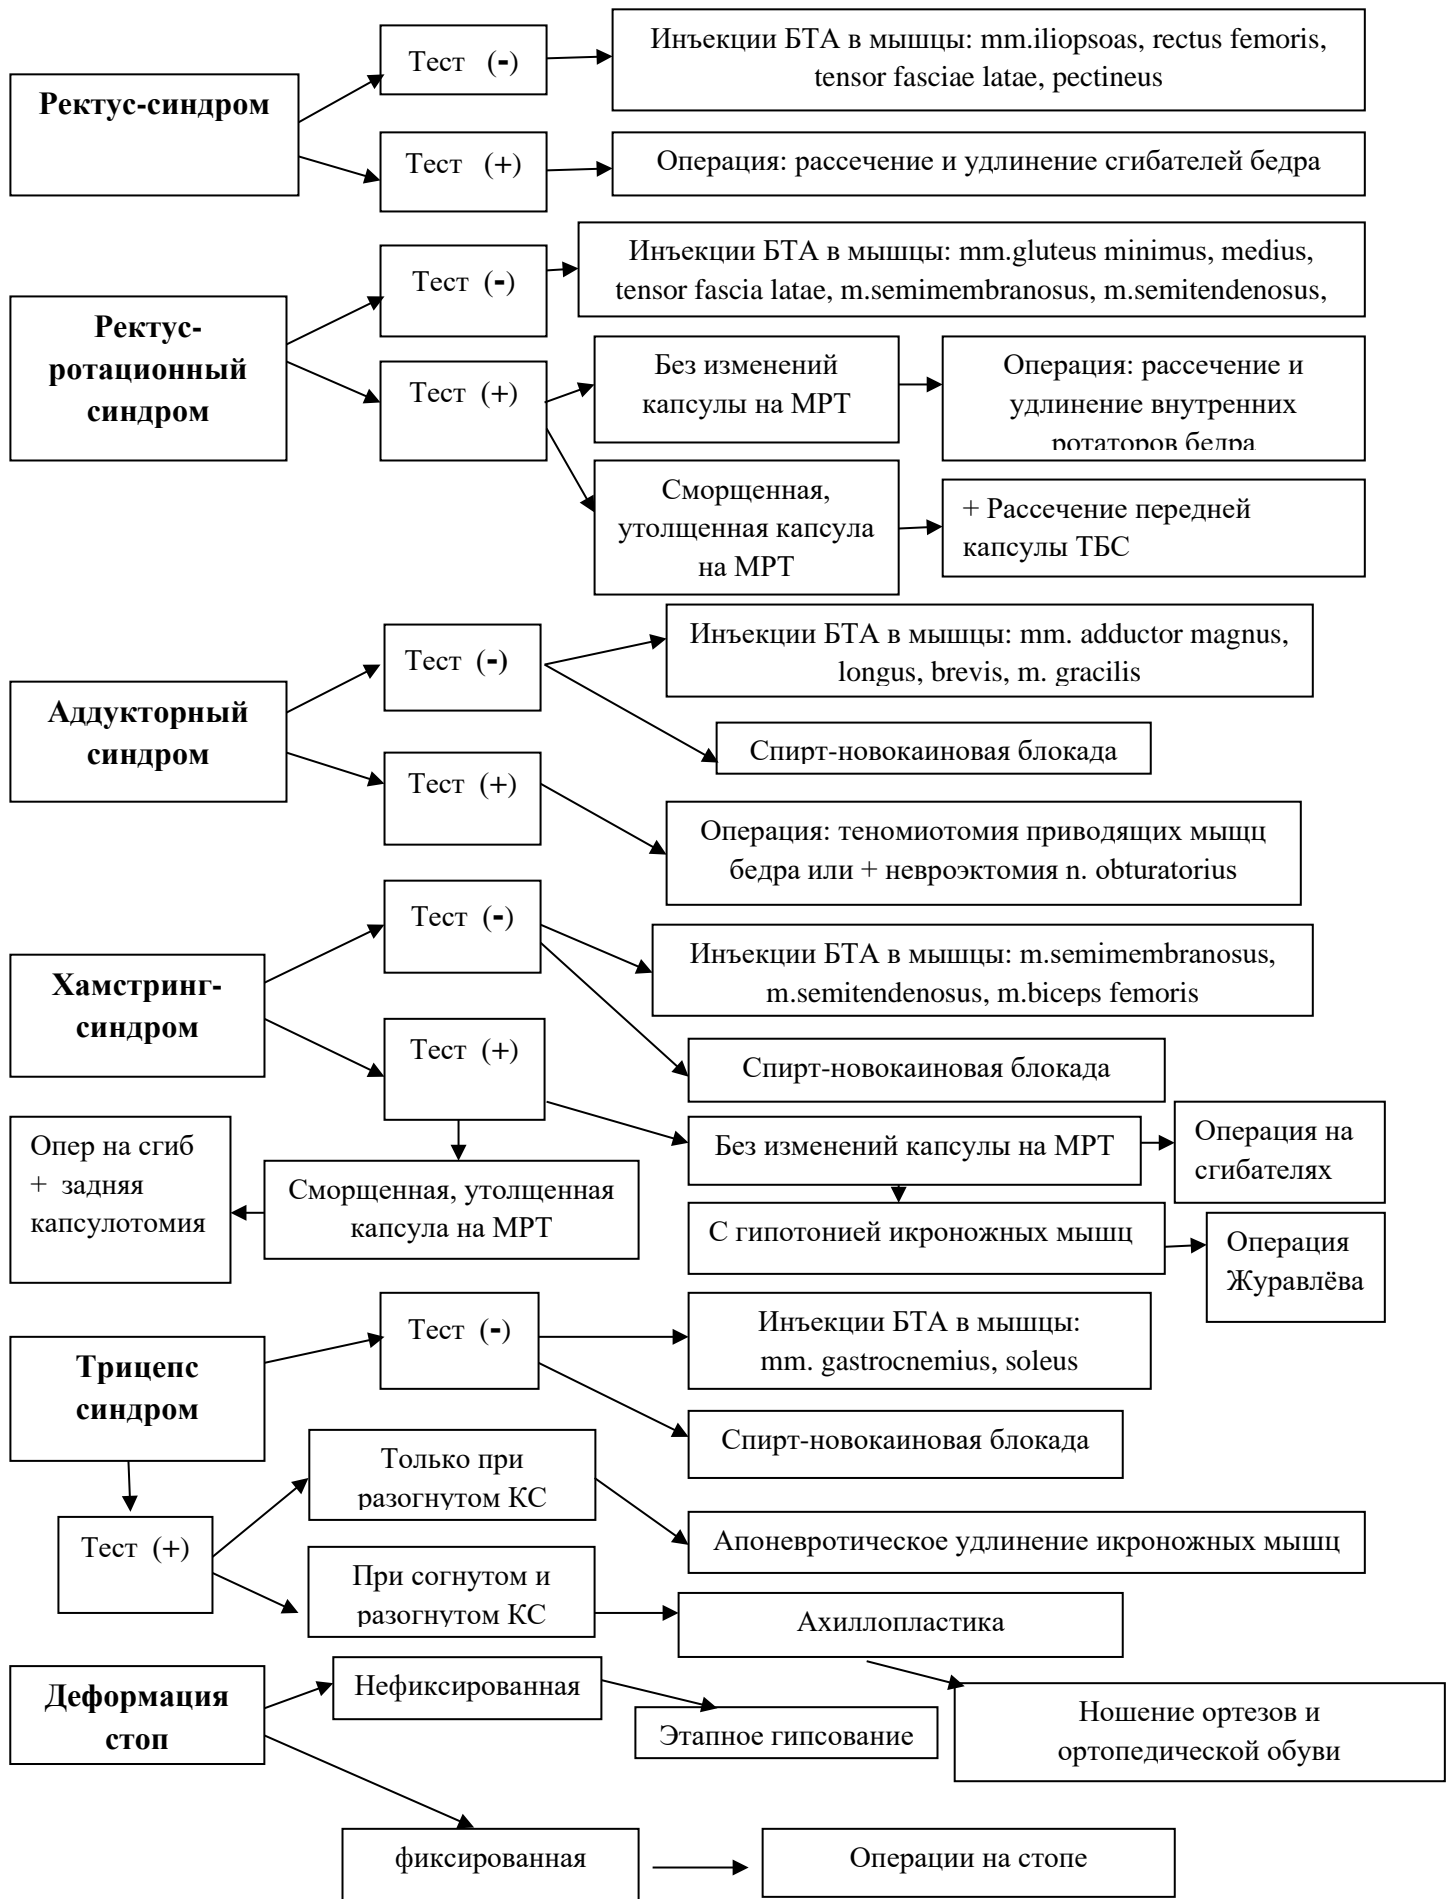 Ректус-синдром
Тест (-)
Инъекции БТА в мышцы: mm.iliopsoas, rectus femoris,
tensor fasciae latae, pectineus
Тест (+)
Операция: рассечение и удлинение сгибателей бедра
Ректус-
ротационный
синдром
Тест (-)
Инъекции БТА в мышцы: mm.gluteus minimus, medius,
tensor fascia latae, m.semimembranosus, m.semitendenosus,
Тест (+)
Без изменений
капсулы на МРТ
Операция: рассечение и
удлинение внутренних
ротаторов бедра
Сморщенная,
утолщенная капсула
на МРТ
+ Рассечение передней
капсулы ТБС
Аддукторный
синдром
Тест (-)
Инъекции БТА в мышцы: mm. adductor magnus,
longus, brevis, m. gracilis
Спирт-новокаиновая блокада
Тест (+)
Операция: теномиотомия приводящих мыщц
бедра или + невроэктомия n. obturatorius
Хамстринг-
синдром
Тест (-)
Инъекции БТА в мышцы: m.semimembranosus,
m.semitendenosus, m.biceps femoris
Спирт-новокаиновая блокада
Тест (+)
Без изменений капсулы на МРТ
Операция на
сгибателях
Опер на сгиб
+ задняя
капсулотомия
Сморщенная, утолщенная
капсула на МРТ
С гипотонией икроножных мышц
Операция
Журавлёва
Трицепс
синдром
Тест (-)
Инъекции БТА в мышцы:
mm. gastrocnemius, soleus
Спирт-новокаиновая блокада
Тест (+)
Только при
разогнутом КС
Апоневротическое удлинение икроножных мышц
При согнутом и
разогнутом КС
Ахиллопластика
Деформация
стоп
Нефиксированная
Этапное гипсование
Ношение ортезов и
ортопедической обуви
фиксированная
Операции на стопе